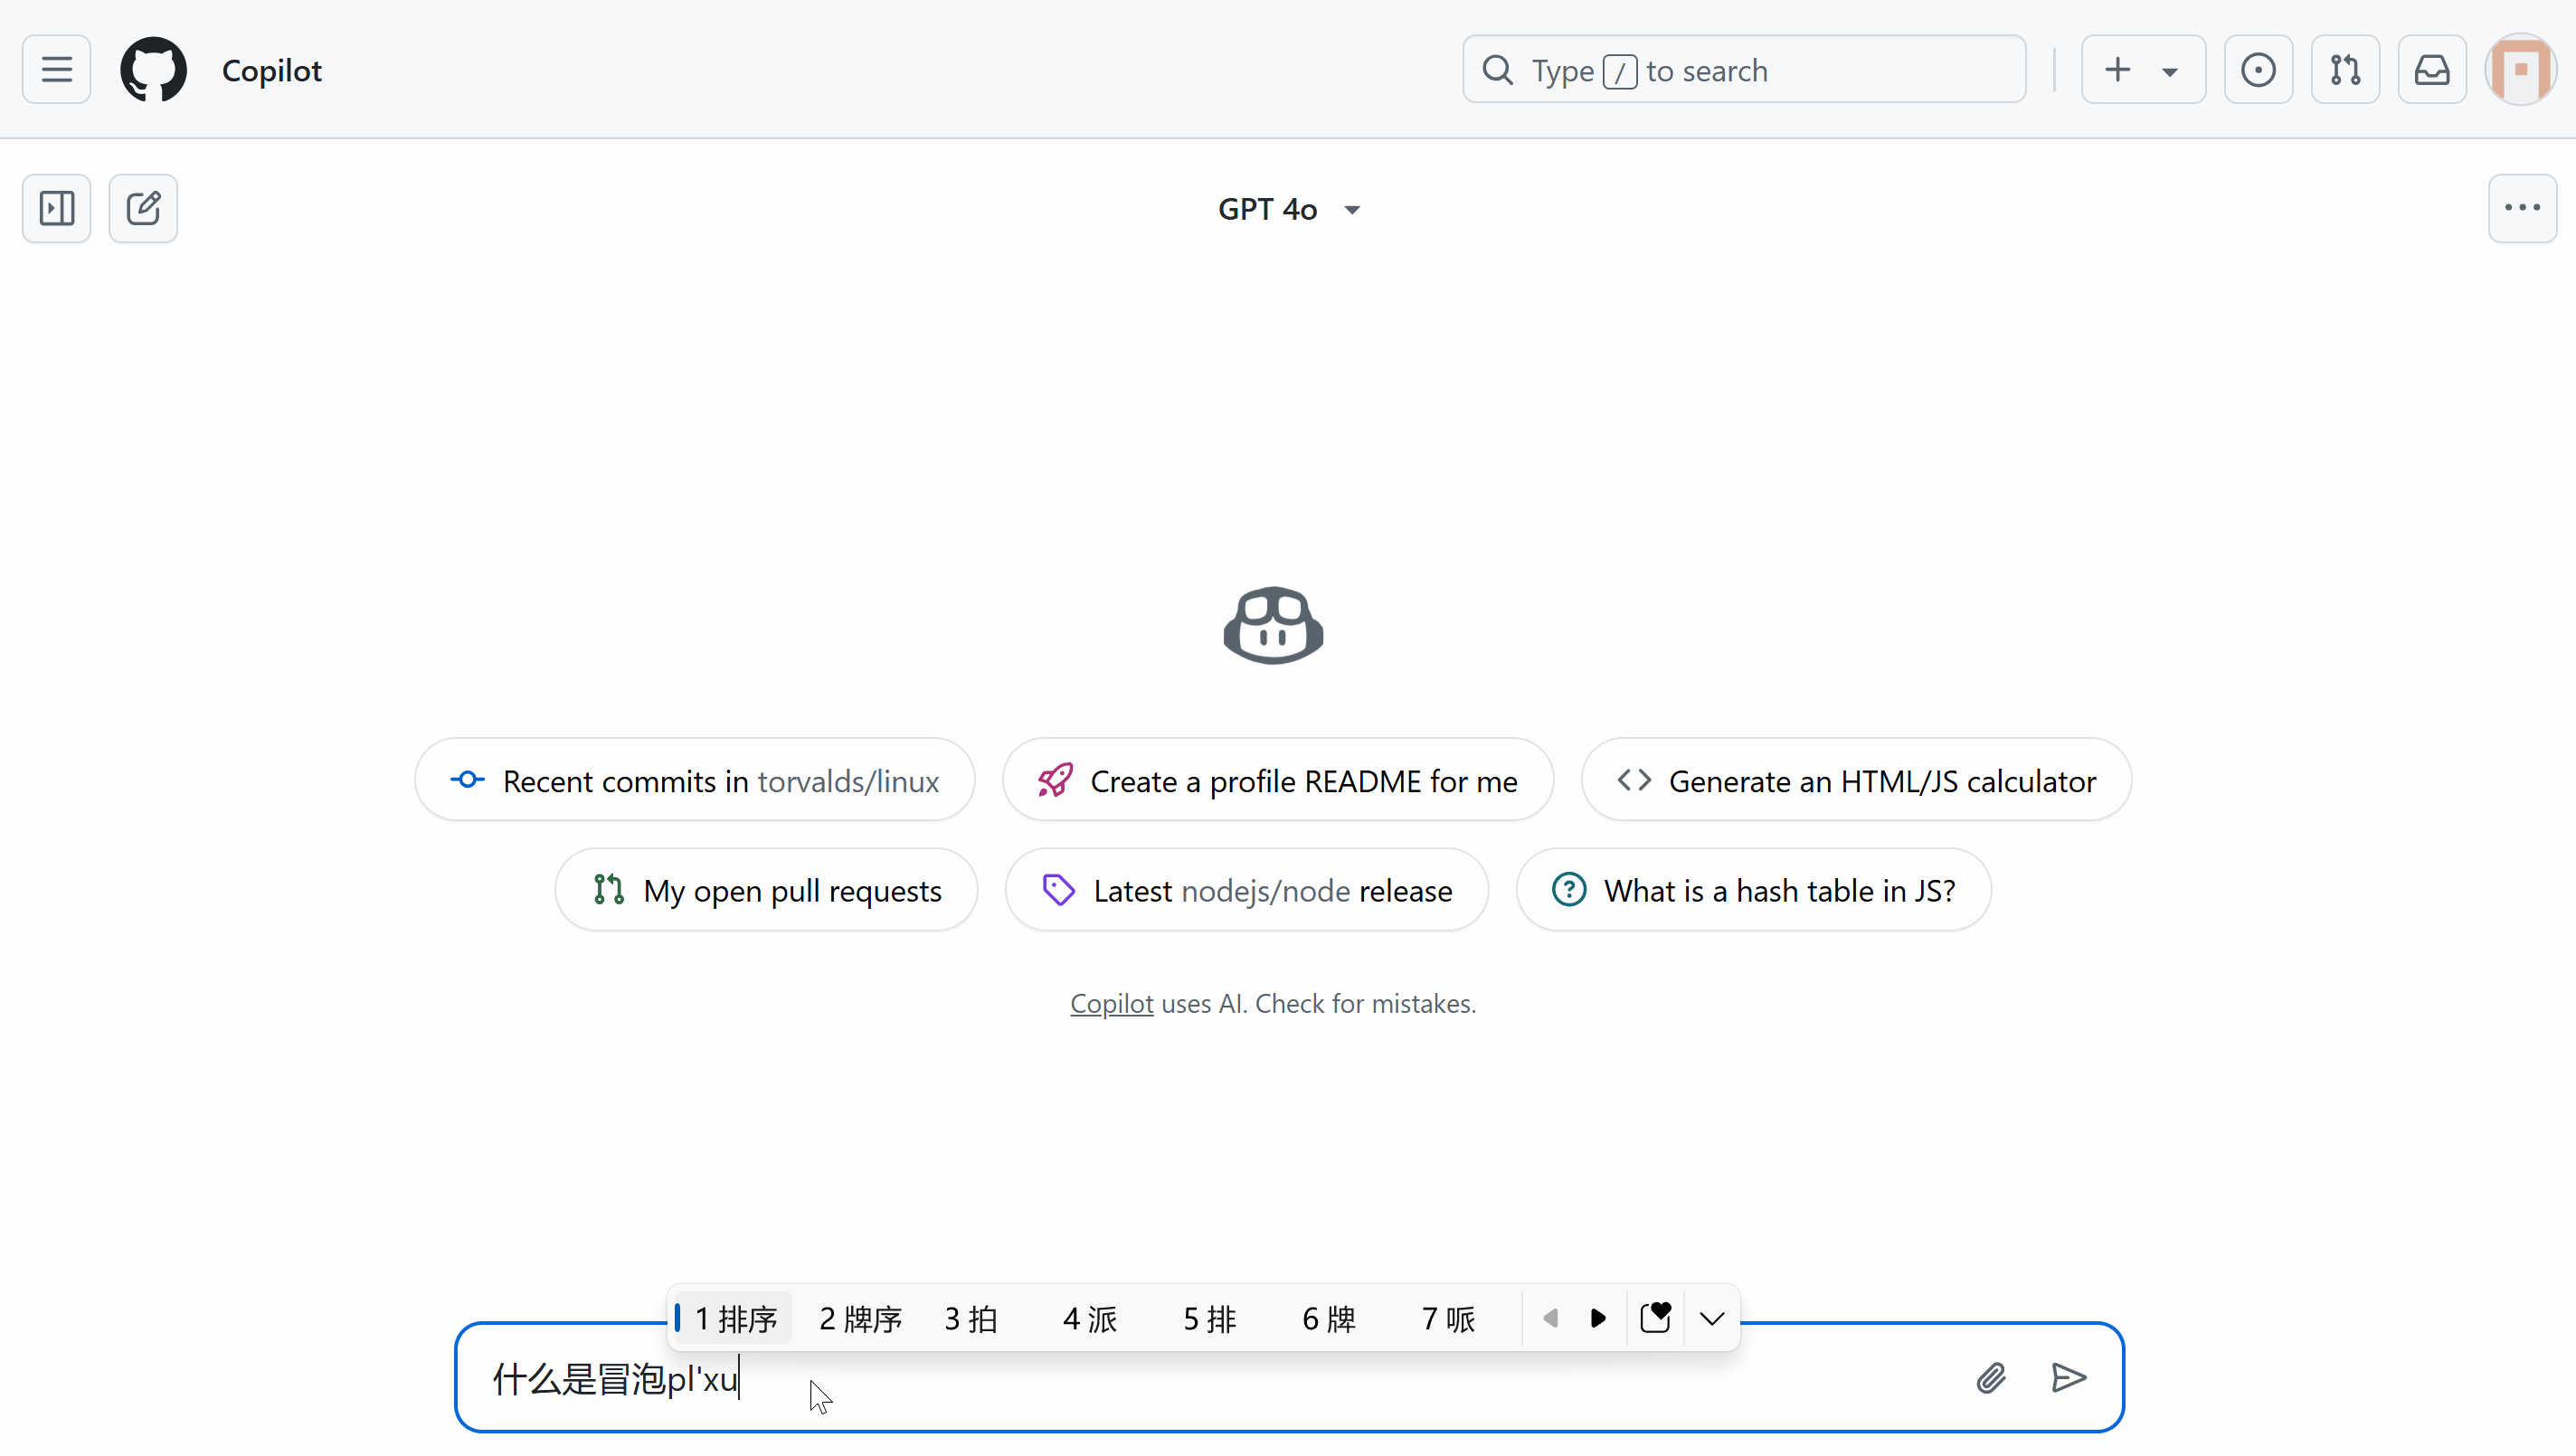 Copilot
Type / to search
GPT 4o
Recent commits in torvalds/linux
Create a profile README for me
Generate an HTML/JS calculator
My open pull requests
Latest nodejs/node release
What is a hash table in JS?
Copilot uses AI. Check for mistakes.
1 排序 2 牌序 3 拍 4 派 5 排 6 牌 7 哌
什么是冒泡pl'xu